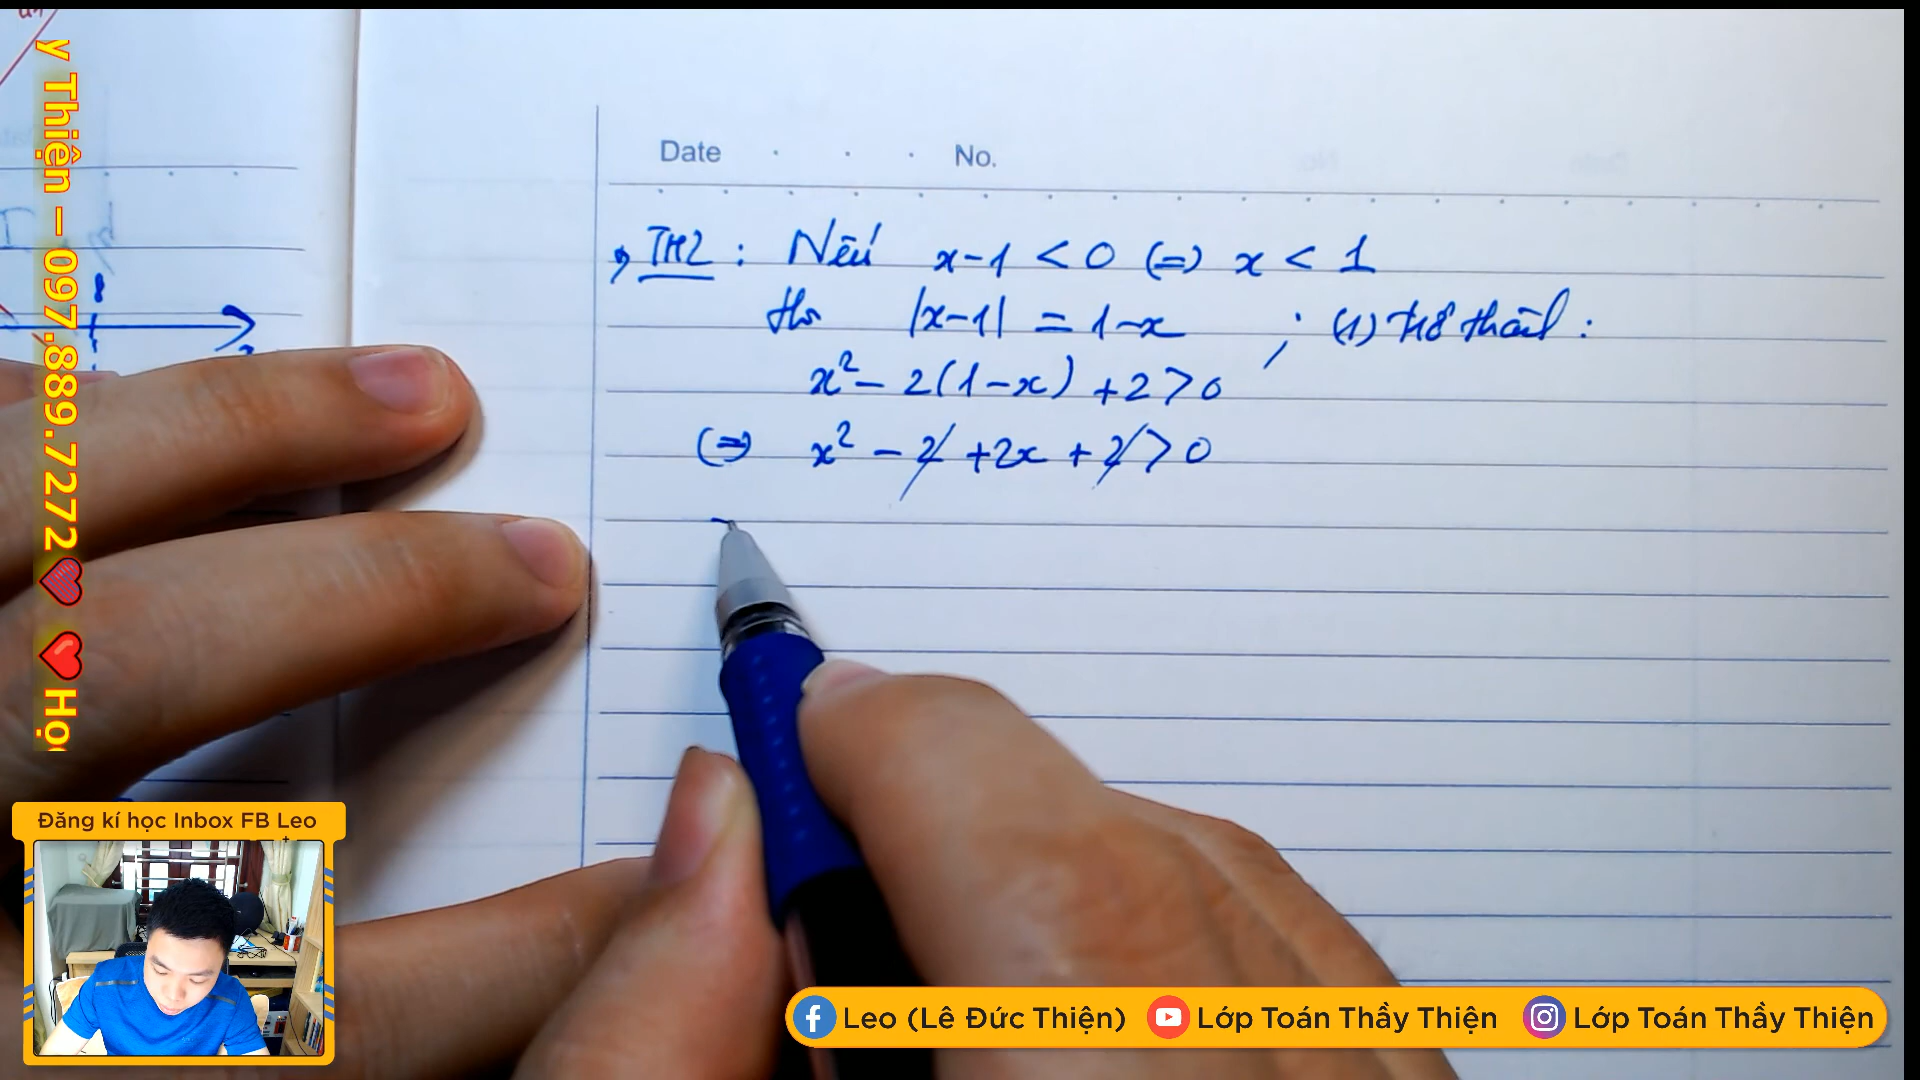 y Thiện – 097.889.7272 ❤ ❤ Học
Date . . . No.
TH2 : Nếu x-1 < 0 (=) x < 1
thì |x-1| = 1-x ; (1) trở thành :
x² - 2(1-x) +2 > 0
(=) x² - 2 +2x + 2 > 0
Đăng kí học Inbox FB Leo
Leo (Lê Đức Thiện) Lớp Toán Thầy Thiện Lớp Toán Thầy Thiện